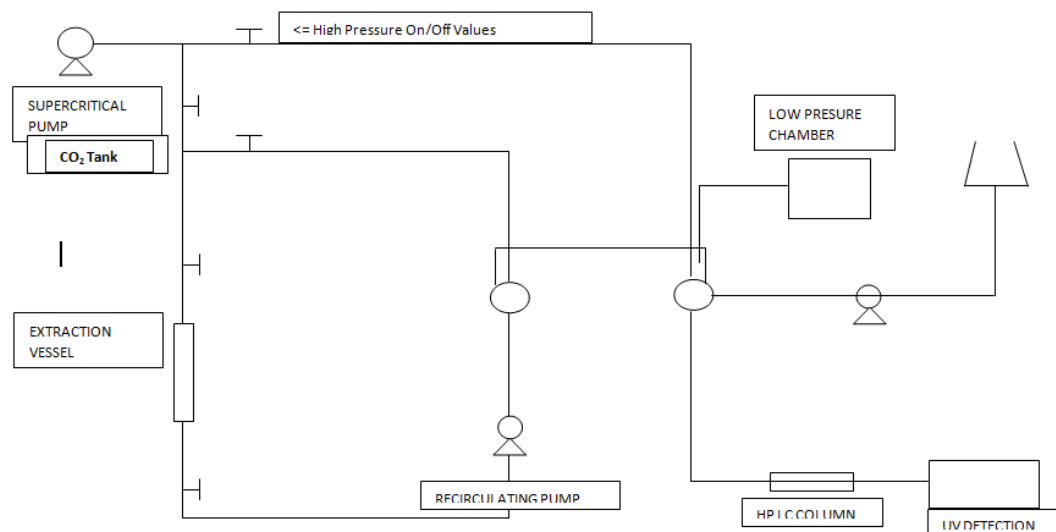 <= High Pressure On/Off Values
SUPERCRITICAL
PUMP
CO₂ Tank
LOW PRESURE
CHAMBER
EXTRACTION
VESSEL
RECIRCULATING PUMP
HPLC COLUMN
UV DETECTION